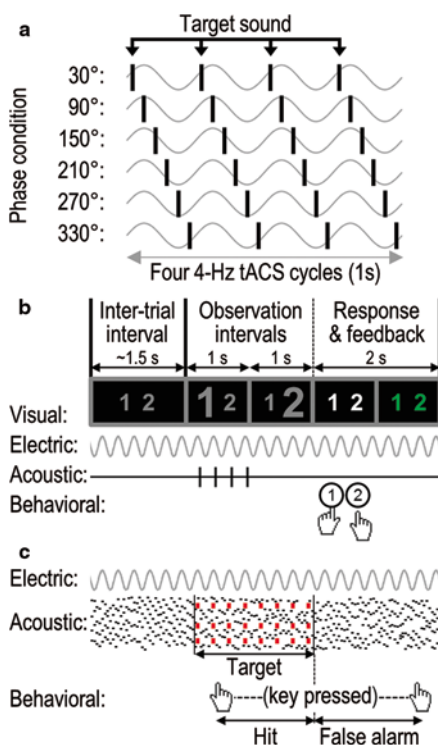 a
Target sound
Phase condition
30°:
90°:
150°:
210°:
270°:
330°:
Four 4-Hz tACS cycles (1s)
b
Inter-trial interval
Observation intervals
Response & feedback
~1.5 s
1 s
1 s
2 s
Visual:
1 2
1 2
1 2
1 2
1 2
Electric:
Acoustic:
Behavioral:
1 2
c
Electric:
Acoustic:
Target
Behavioral:
(key pressed)
Hit
False alarm